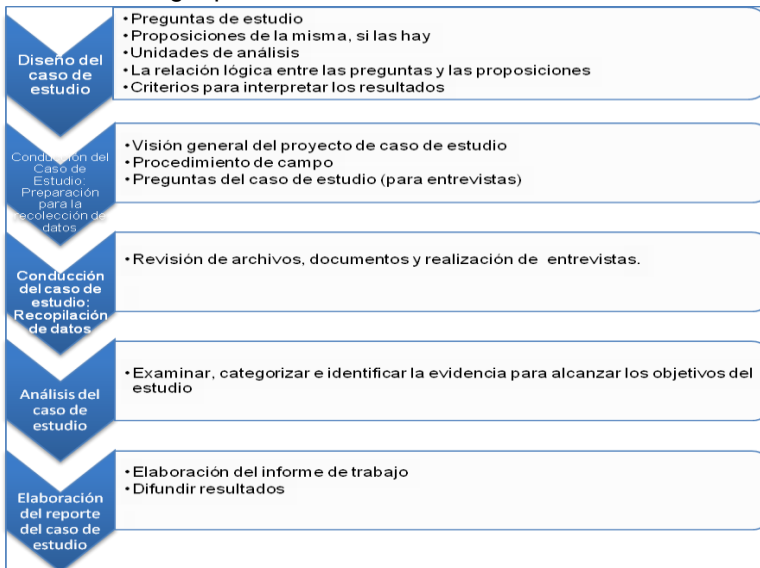 Diseño del
caso de
estudio
•Preguntas de estudio
•Proposiciones de la misma, si las hay
•Unidades de análisis
•La relación lógica entre las preguntas y las proposiciones
•Criterios para interpretar los resultados
Conducción del
Caso de
Estudio:
Preparación
para la
recolección de
datos
•Visión general del proyecto de caso de estudio
•Procedimiento de campo
•Preguntas del caso de estudio (para entrevistas)
Conducción
del caso de
estudio:
Recopilación
de datos
•Revisión de archivos, documentos y realización de entrevistas.
Análisis del
caso de
estudio
•Examinar, categorizar e identificar la evidencia para alcanzar los objetivos del
estudio
Elaboración
del reporte
del caso de
estudio
•Elaboración del informe de trabajo
•Difundir resultados